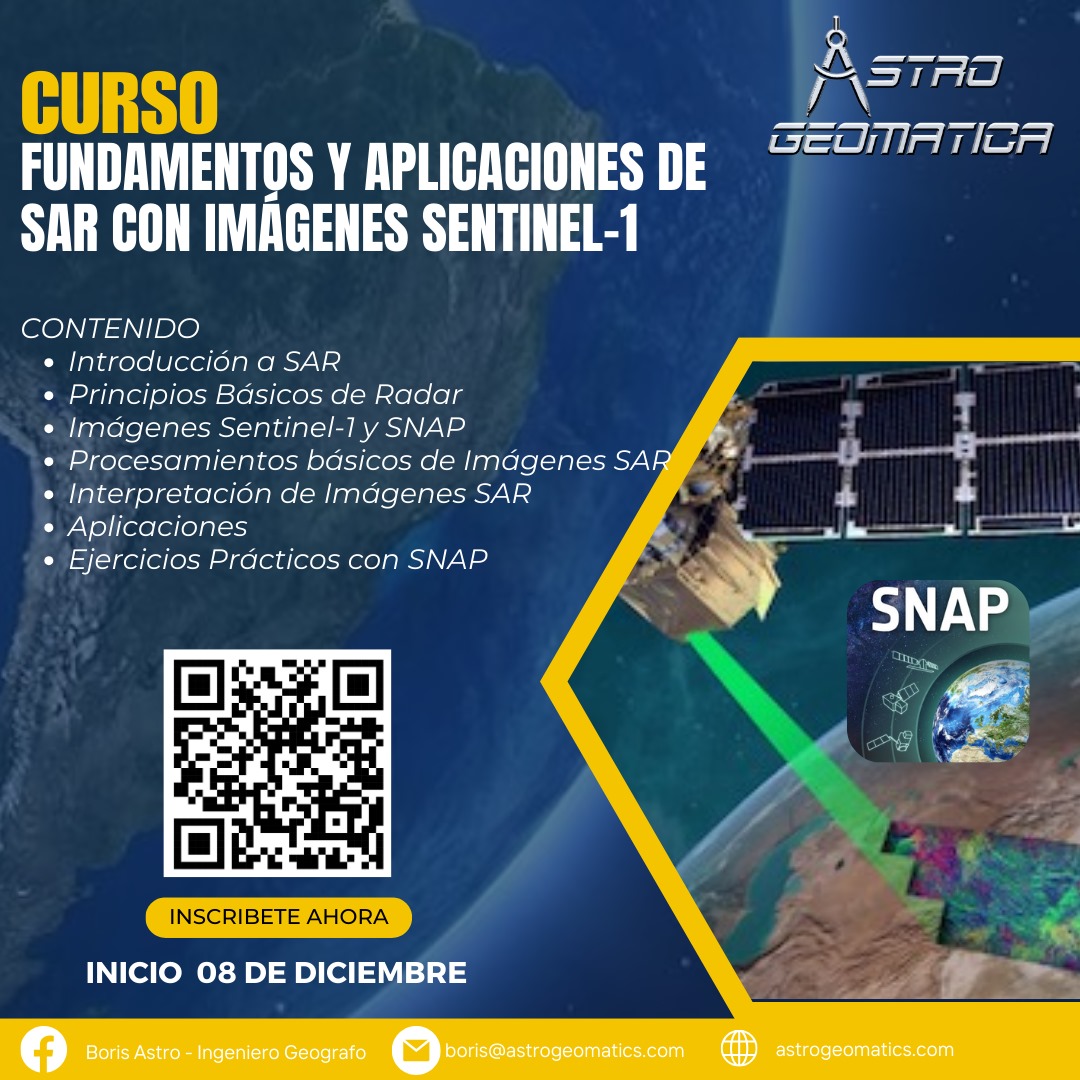 ASTRO
GEOMATICA
CURSO
FUNDAMENTOS Y APLICACIONES DE
SAR CON IMÁGENES SENTINEL-1
CONTENIDO
• Introducción a SAR
• Principios Básicos de Radar
• Imágenes Sentinel-1 y SNAP
• Procesamientos básicos de Imágenes SAR
• Interpretación de Imágenes SAR
• Aplicaciones
• Ejercicios Prácticos con SNAP
SNAP
INSCRIBETE AHORA
INICIO 08 DE DICIEMBRE
Boris Astro - Ingeniero Geografo
boris@astrogeomatics.com
astrogeomatics.com